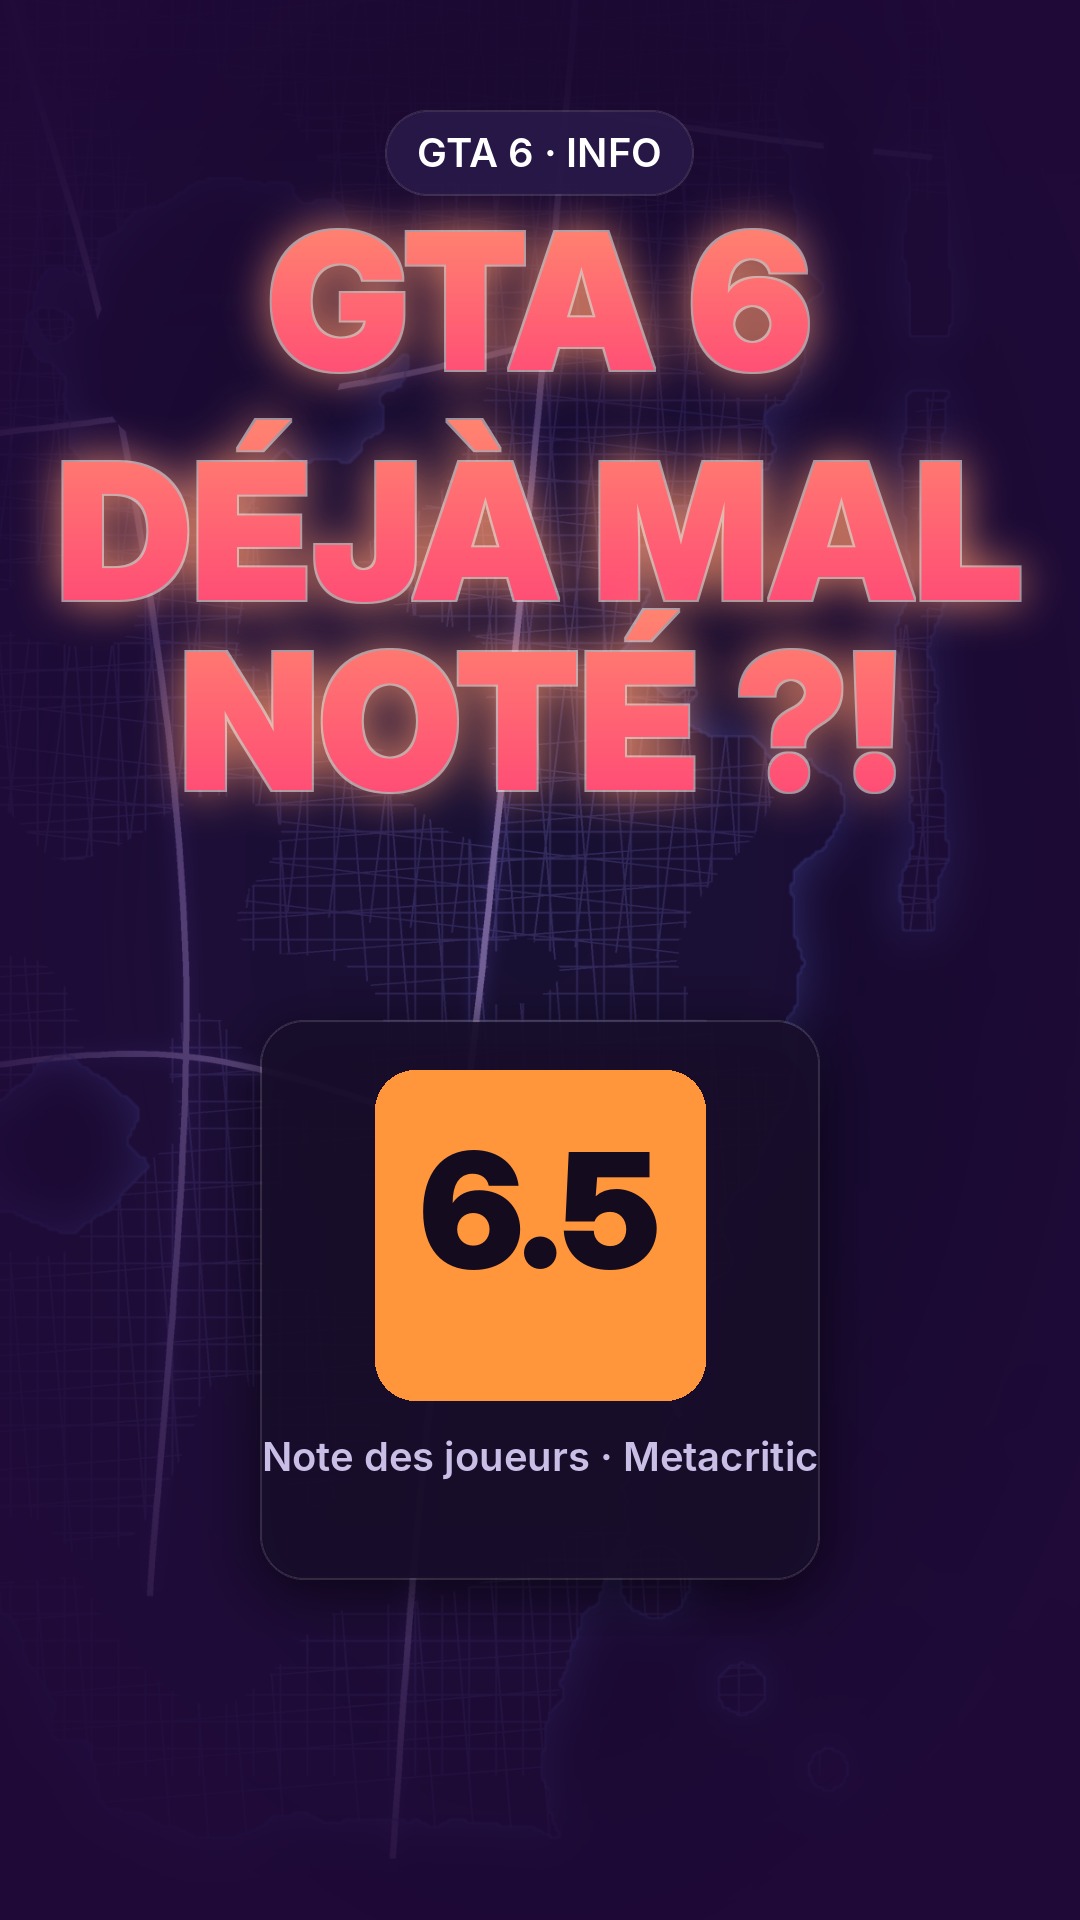 GTA 6 · INFO
GTA 6
DÉJÀ MAL
NOTÉ ?!
6.5
Note des joueurs · Metacritic